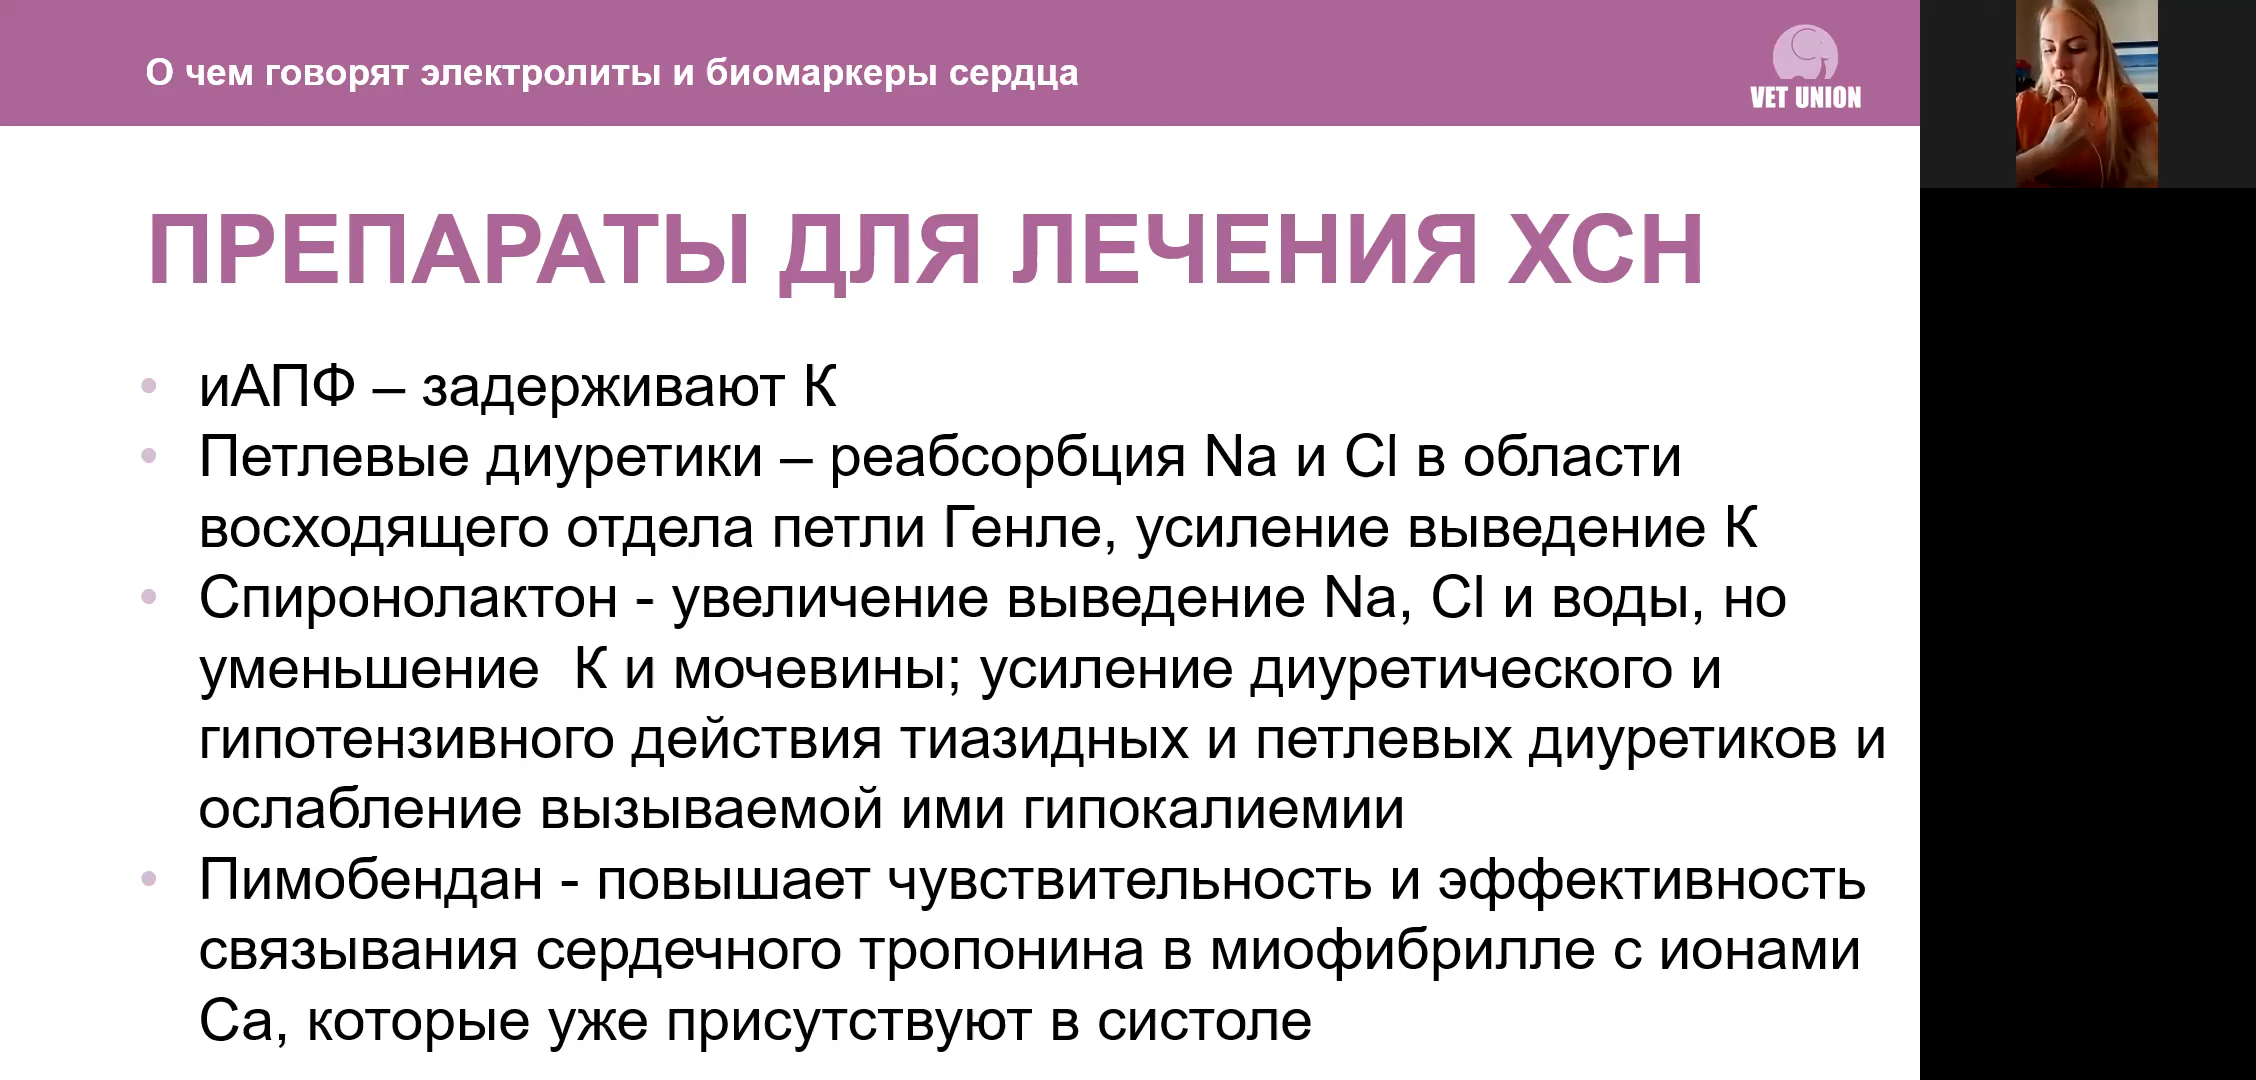 О чем говорят электролиты и биомаркеры сердца
VET UNION
ПРЕПАРАТЫ ДЛЯ ЛЕЧЕНИЯ ХСН
• иАПФ – задерживают К
• Петлевые диуретики – реабсорбция Na и Cl в области
восходящего отдела петли Генле, усиление выведение К
• Спиронолактон - увеличение выведение Na, Cl и воды, но
уменьшение  К и мочевины; усиление диуретического и
гипотензивного действия тиазидных и петлевых диуретиков и
ослабление вызываемой ими гипокалиемии
• Пимобендан - повышает чувствительность и эффективность
связывания сердечного тропонина в миофибрилле с ионами
Ca, которые уже присутствуют в систоле